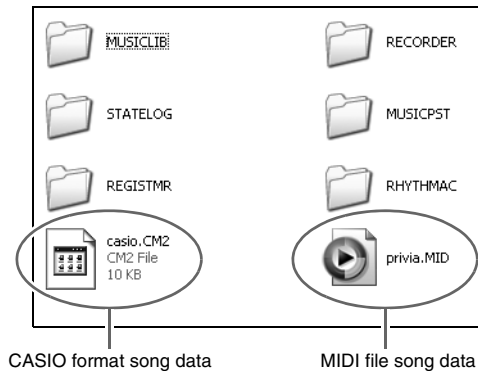 MUSICLIB
RECORDER
STATELOG
MUSICPST
REGISTMR
RHYTHMAC
casio.CM2
CM2 File
10 KB
privia.MID
CASIO format song data
MIDI file song data